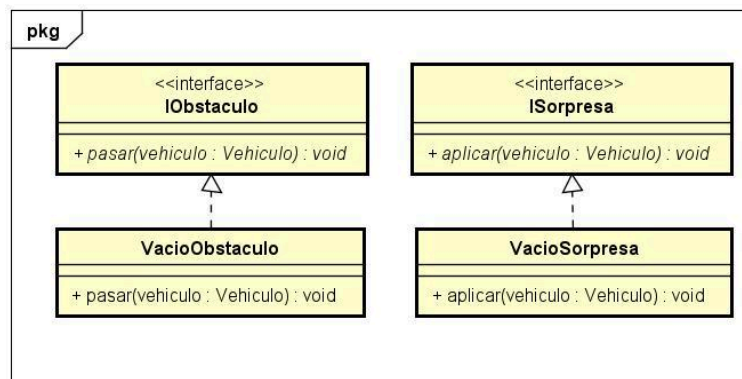 pkg
<<interface>>
IObstaculo
+ pasar(vehiculo : Vehiculo) : void
<<interface>>
ISorpresa
+ aplicar(vehiculo : Vehiculo) : void
VacioObstaculo
+ pasar(vehiculo : Vehiculo) : void
VacioSorpresa
+ aplicar(vehiculo : Vehiculo) : void